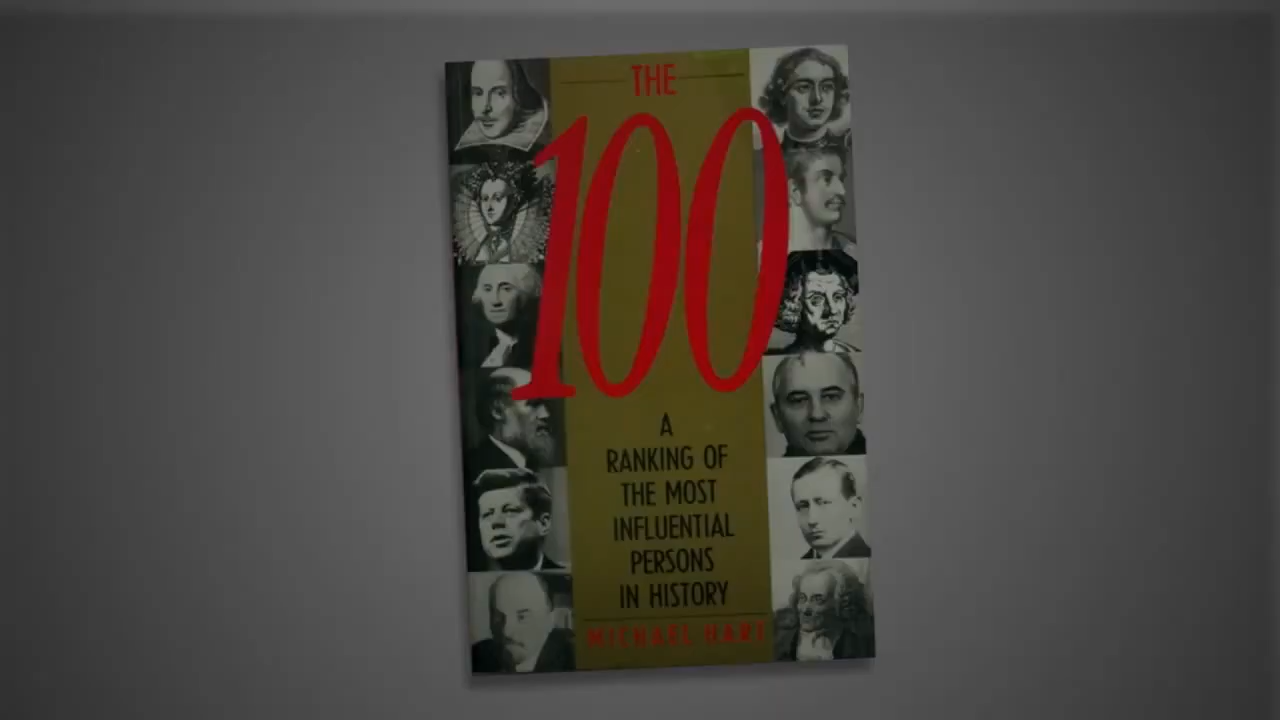 THE
100
A
RANKING OF
THE MOST
INFLUENTIAL
PERSONS
IN HISTORY
MICHAEL HART